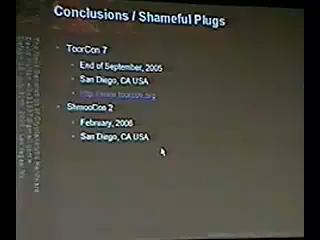 Conclusions / Shameful Plugs
ToorCon 7
End of September, 2005
San Diego, CA USA
http://www.toorcon.org
ShmooCon 2
February, 2006
San Diego, CA USA